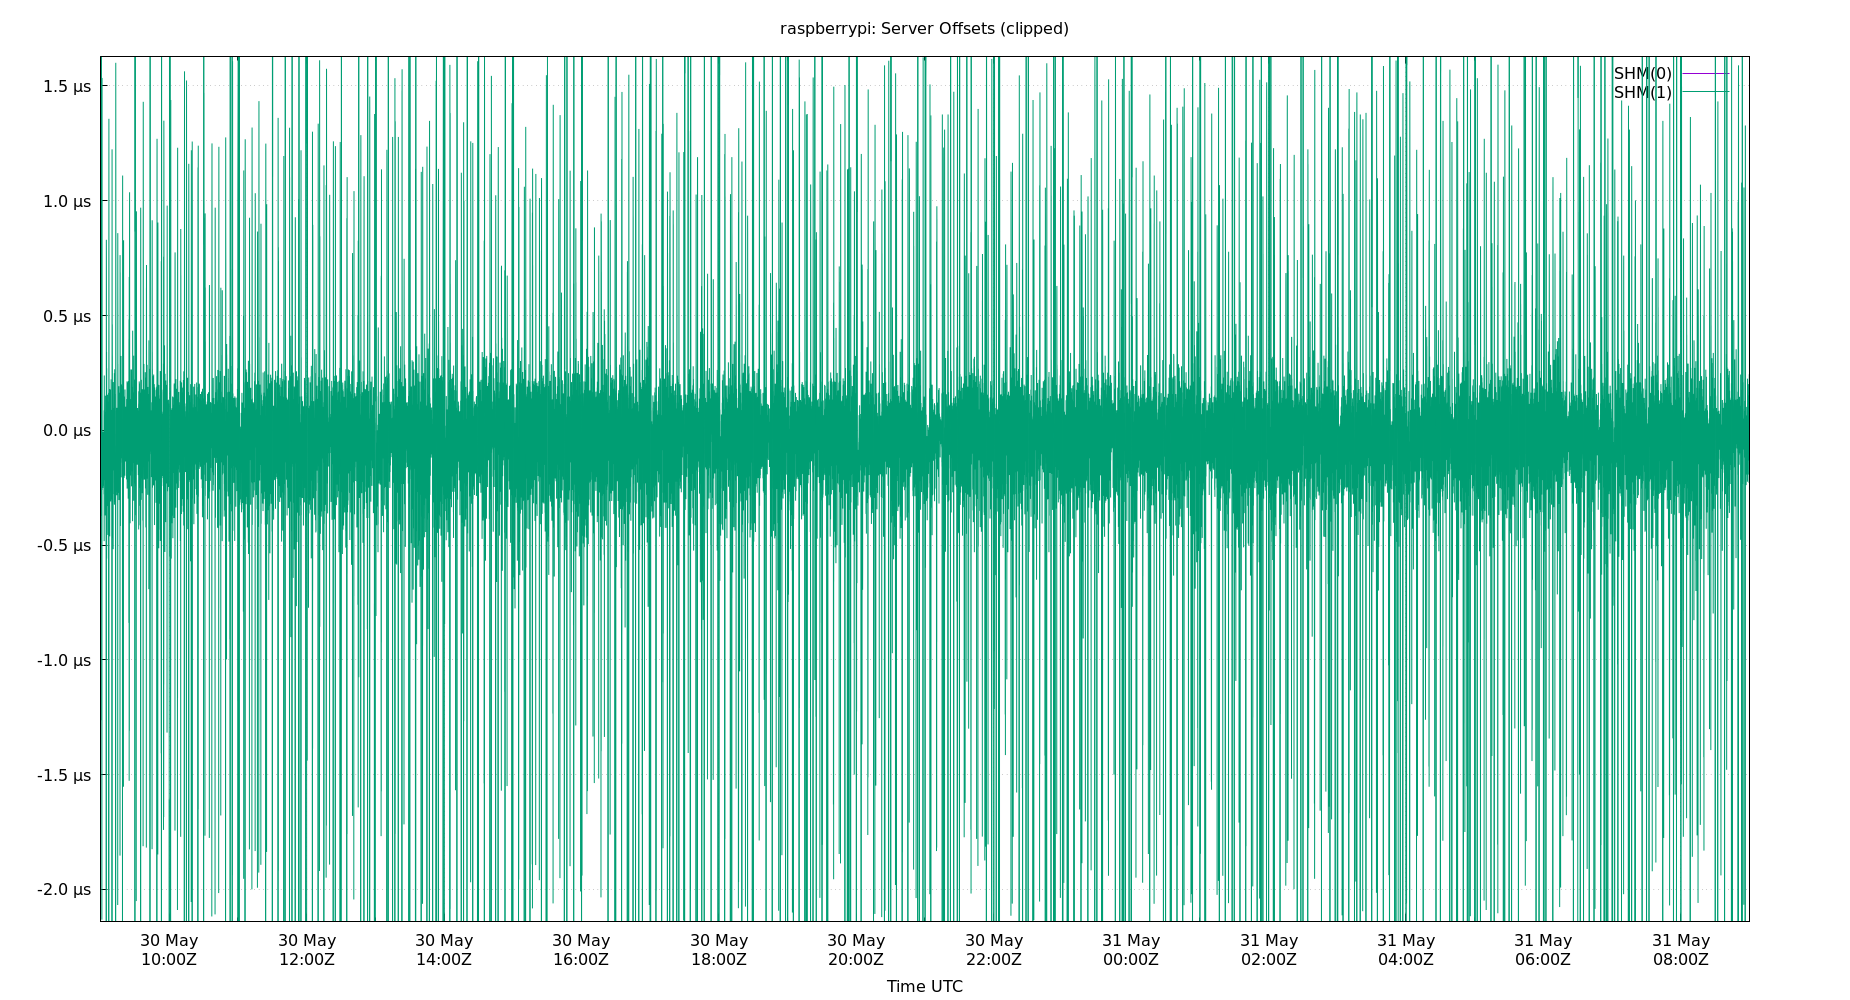 raspberrypi: Server Offsets (clipped)
SHM(0)
SHM(1)
1.5 µs
1.0 µs
0.5 µs
0.0 µs
-0.5 µs
-1.0 µs
-1.5 µs
-2.0 µs
30 May 30 May 30 May 30 May 30 May 30 May 30 May 31 May 31 May 31 May 31 May 31 May
10:00Z 12:00Z 14:00Z 16:00Z 18:00Z 20:00Z 22:00Z 00:00Z 02:00Z 04:00Z 06:00Z 08:00Z
Time UTC